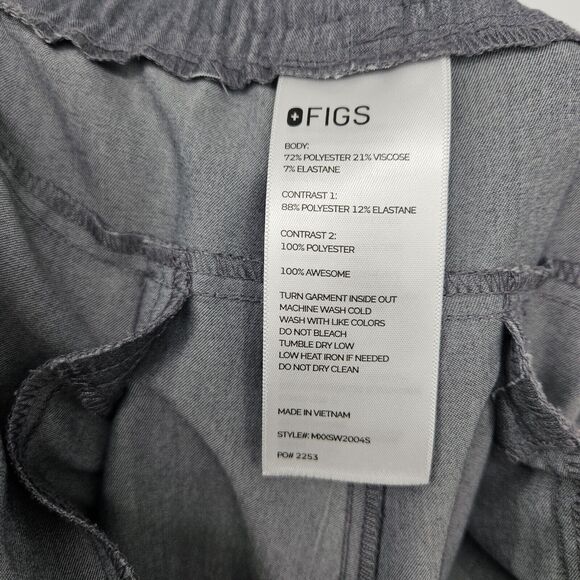 FIGS
BODY:
72% POLYESTER 21% VISCOSE
7% ELASTANE
CONTRAST 1:
88% POLYESTER 12% ELASTANE
CONTRAST 2:
100% POLYESTER
100% AWESOME
TURN GARMENT INSIDE OUT
MACHINE WASH COLD
WASH WITH LIKE COLORS
DO NOT BLEACH
TUMBLE DRY LOW
LOW HEAT IRON IF NEEDED
DO NOT DRY CLEAN
MADE IN VIETNAM
STYLE#: MXXSW2004S
PO# 2253